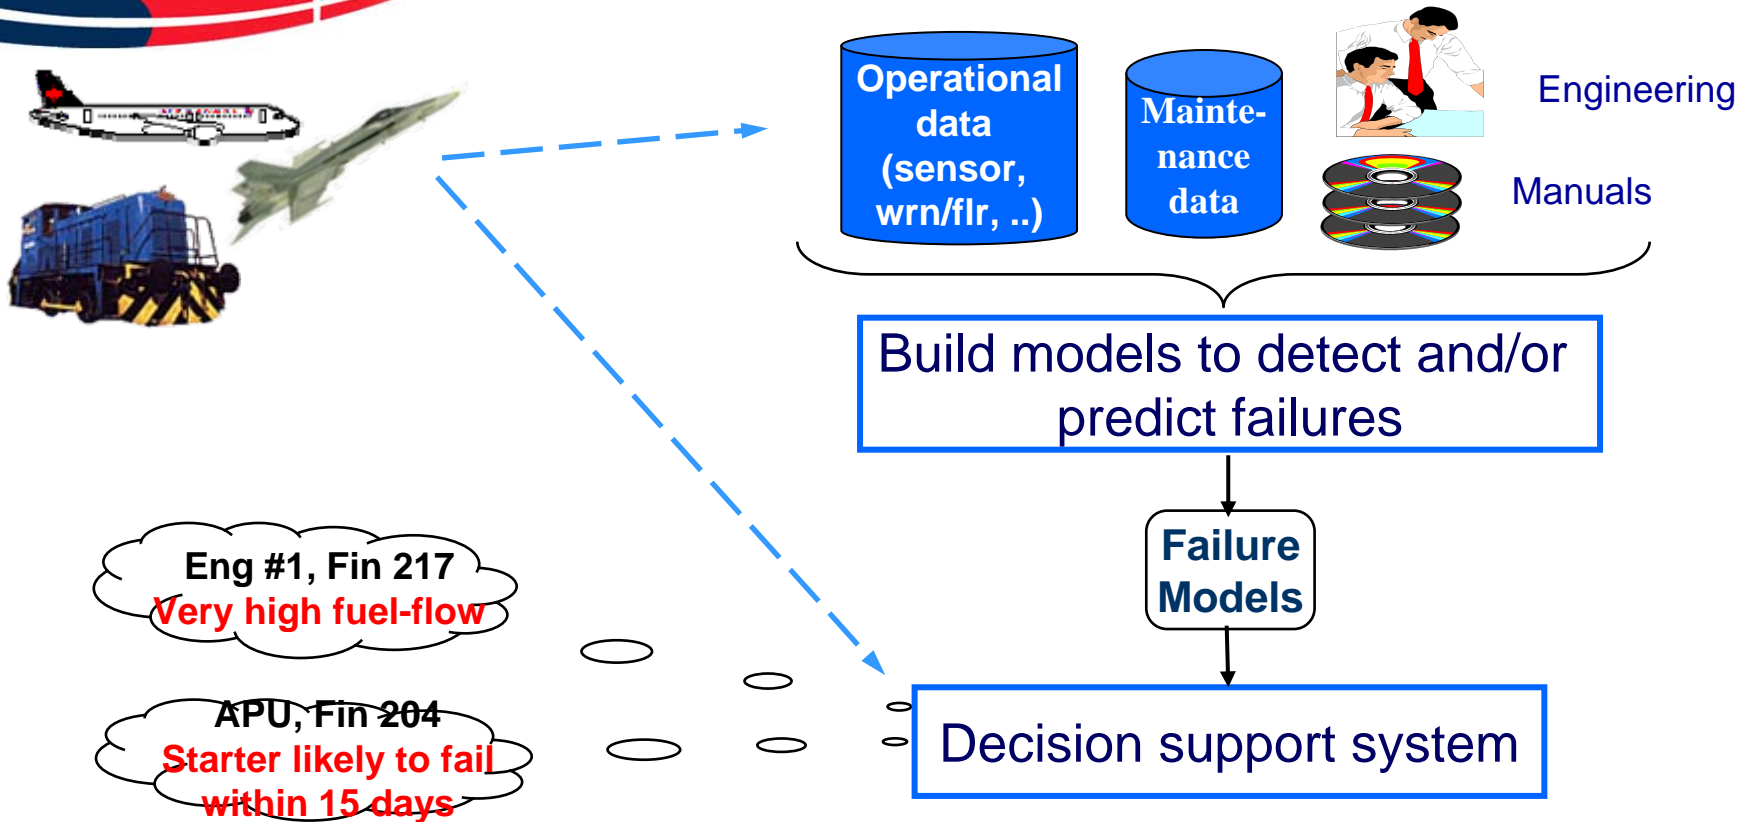 Operational
data
(sensor,
wrn/flr, ..)
Mainte-
nance
data
Engineering
Manuals
Build models to detect and/or
predict failures
Failure
Models
Eng #1, Fin 217
Very high fuel-flow
APU, Fin 204
Starter likely to fail
within 15 days
Decision support system